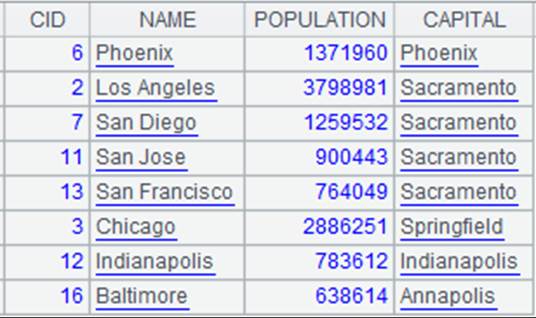 CID NAME POPULATION CAPITAL
6 Phoenix 1371960 Phoenix
2 Los Angeles 3798981 Sacramento
7 San Diego 1259532 Sacramento
11 San Jose 900443 Sacramento
13 San Francisco 764049 Sacramento
3 Chicago 2886251 Springfield
12 Indianapolis 783612 Indianapolis
16 Baltimore 638614 Annapolis